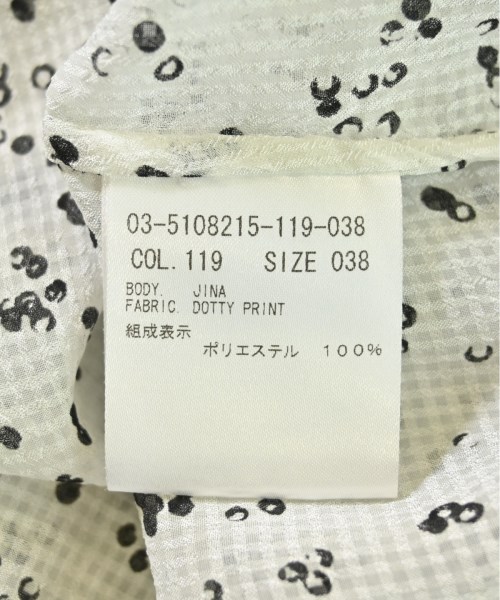 03-5108215-119-038
COL. 119 SIZE 038
BODY. JINA
FABRIC. DOTTY PRINT
組成表示
ポリエステル 100%